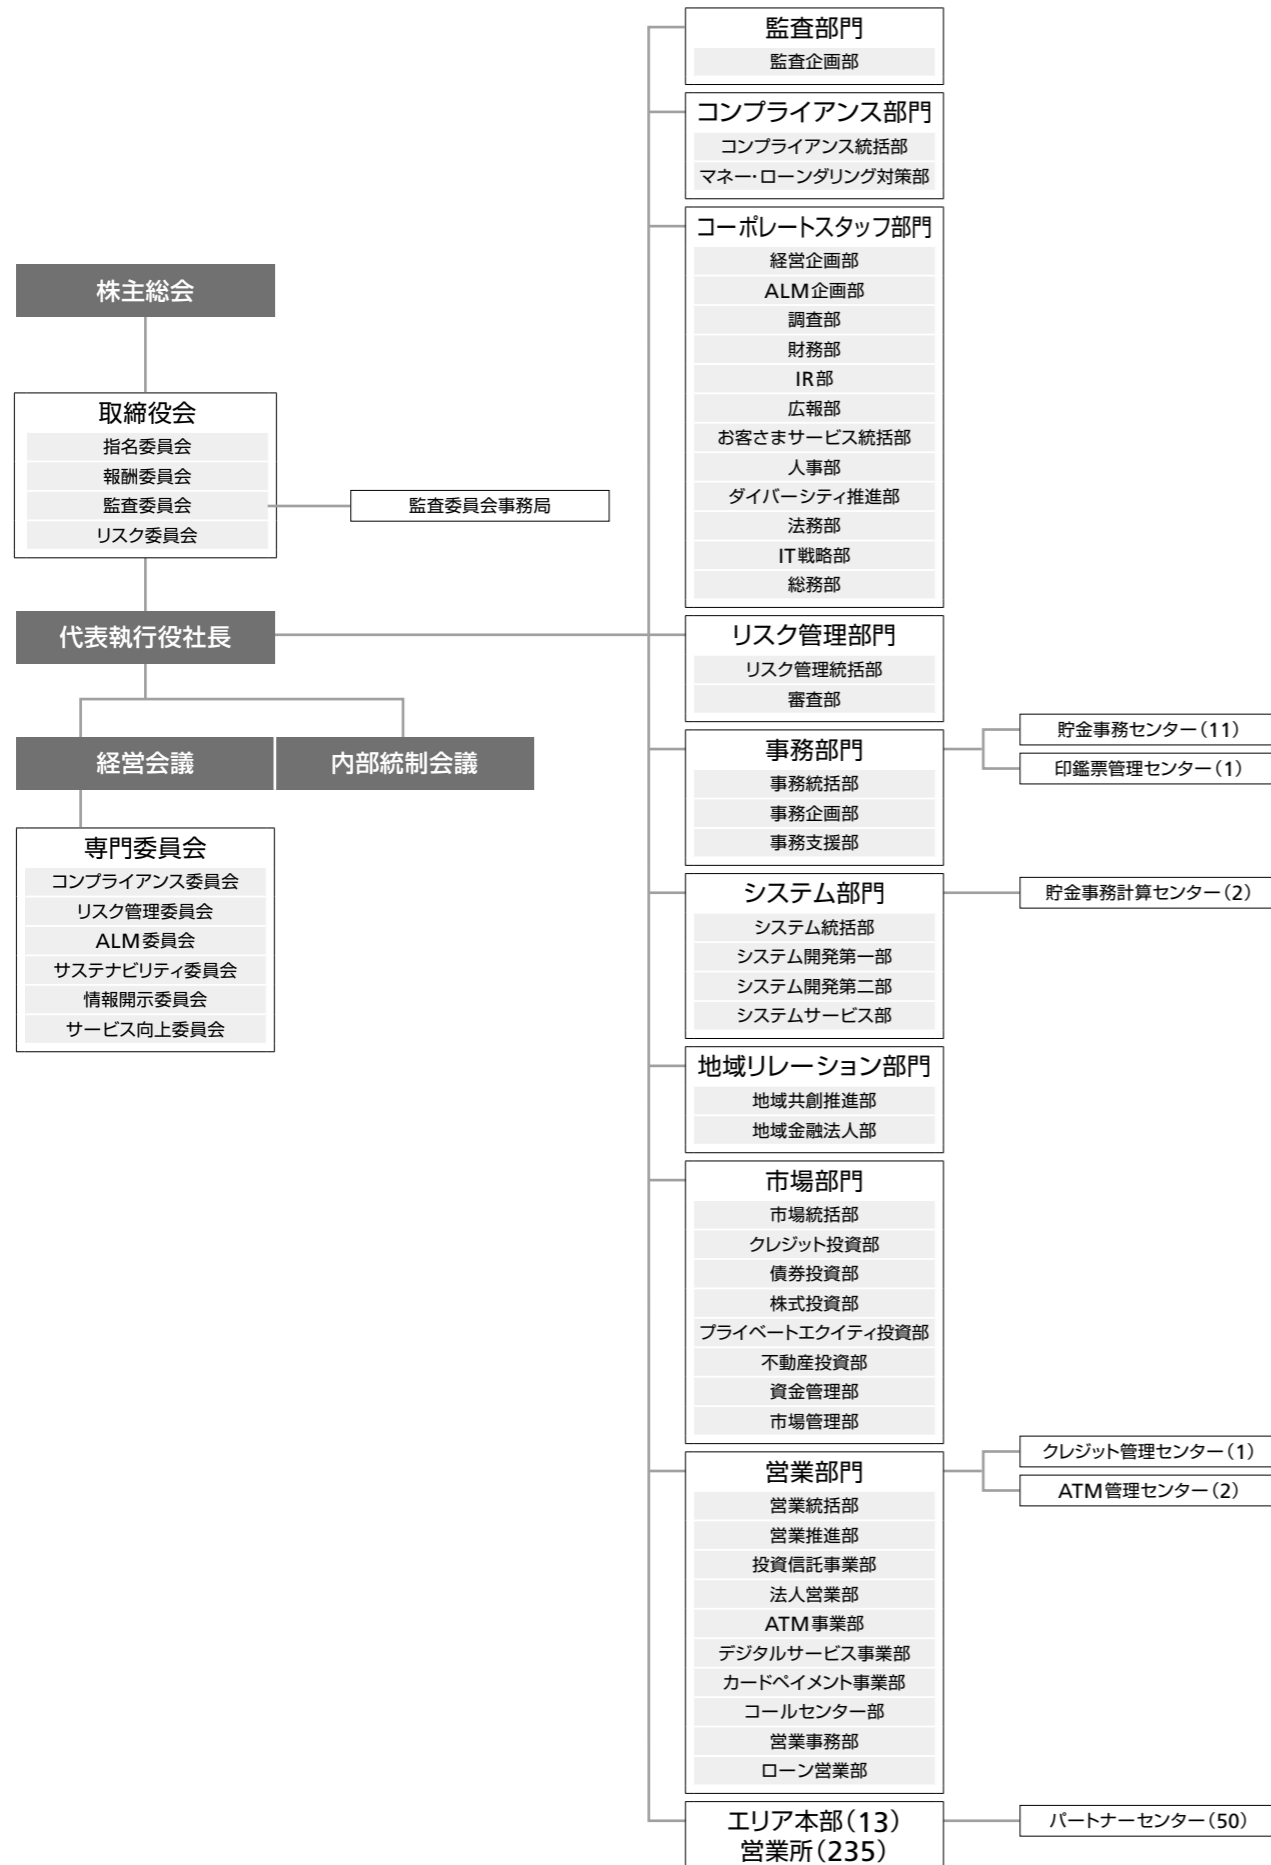 株主総会
取締役会
指名委員会
報酬委員会
監査委員会
リスク委員会
監査委員会事務局
代表執行役社長
経営会議
内部統制会議
専門委員会
コンプライアンス委員会
リスク管理委員会
ALM委員会
サステナビリティ委員会
情報開示委員会
サービス向上委員会
監査部門
監査企画部
コンプライアンス部門
コンプライアンス統括部
マネー・ローンダリング対策部
コーポレートスタッフ部門
経営企画部
ALM企画部
調査部
財務部
IR部
広報部
お客さまサービス統括部
人事部
ダイバーシティ推進部
法務部
IT戦略部
総務部
リスク管理部門
リスク管理統括部
審査部
事務部門
事務統括部
事務企画部
事務支援部
貯金事務センター(11)
印鑑票管理センター(1)
システム部門
システム統括部
システム開発第一部
システム開発第二部
システムサービス部
貯金事務計算センター(2)
地域リレーション部門
地域共創推進部
地域金融法人部
市場部門
市場統括部
クレジット投資部
債券投資部
株式投資部
プライベートエクイティ投資部
不動産投資部
資金管理部
市場管理部
営業部門
営業統括部
営業推進部
投資信託事業部
法人営業部
ATM事業部
デジタルサービス事業部
カードペイメント事業部
コールセンター部
営業事務部
ローン営業部
クレジット管理センター(1)
ATM管理センター(2)
エリア本部(13)
営業所(235)
パートナーセンター(50)